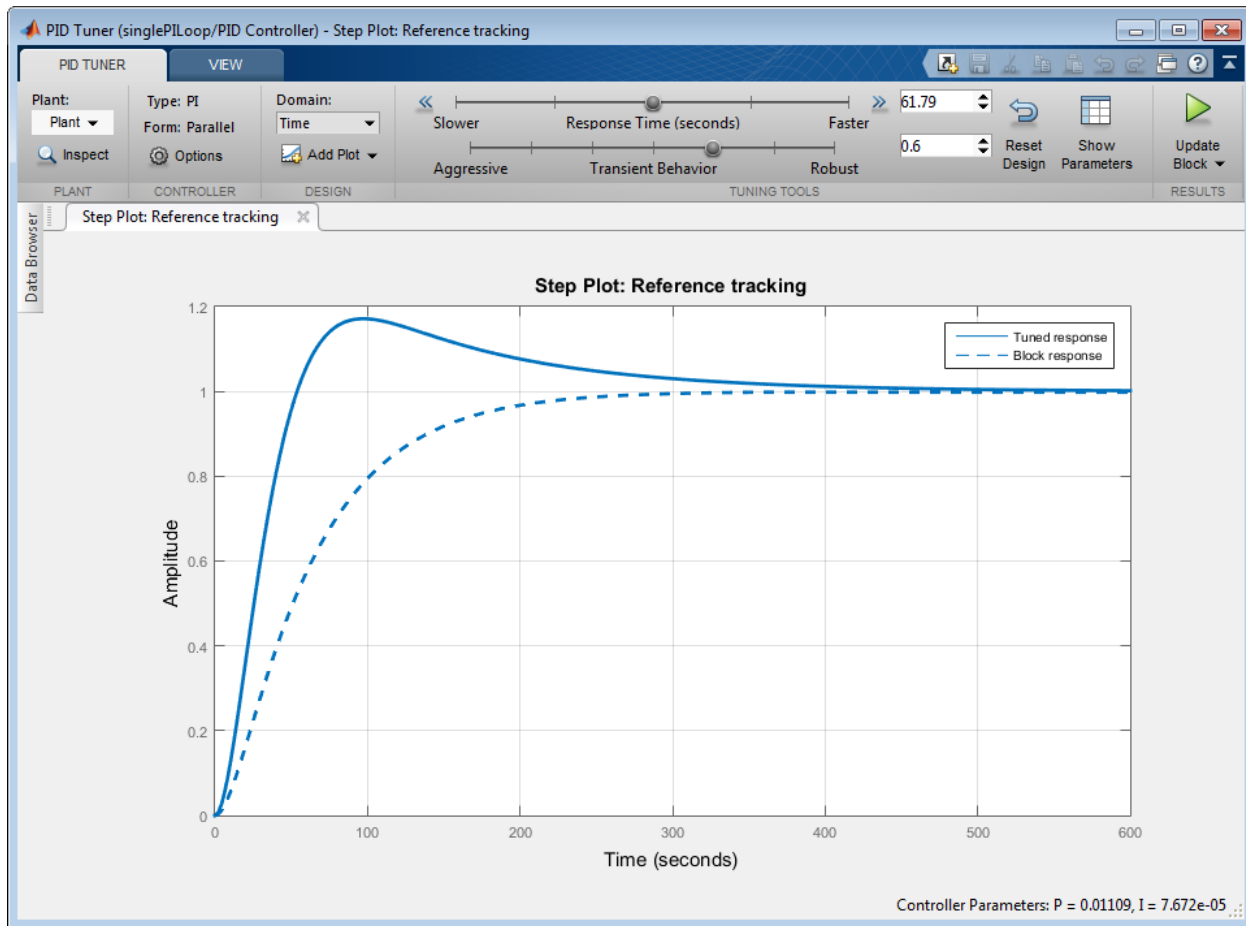 PID Tuner (singlePILoop/PID Controller) - Step Plot: Reference tracking
PID TUNER VIEW
Plant: Type: PI Domain: 61.79
Plant Form: Parallel Time Slower Response Time (seconds) Faster
Inspect Options Add Plot 0.6 Reset Design Show Parameters Update Block
Aggressive Transient Behavior Robust
PLANT CONTROLLER DESIGN TUNING TOOLS RESULTS
Data Browser
Step Plot: Reference tracking
Step Plot: Reference tracking
Tuned response
Block response
1.2
1
0.8
0.6
0.4
0.2
0
Amplitude
0 100 200 300 400 500 600
Time (seconds)
Controller Parameters: P = 0.01109, I = 7.672e-05